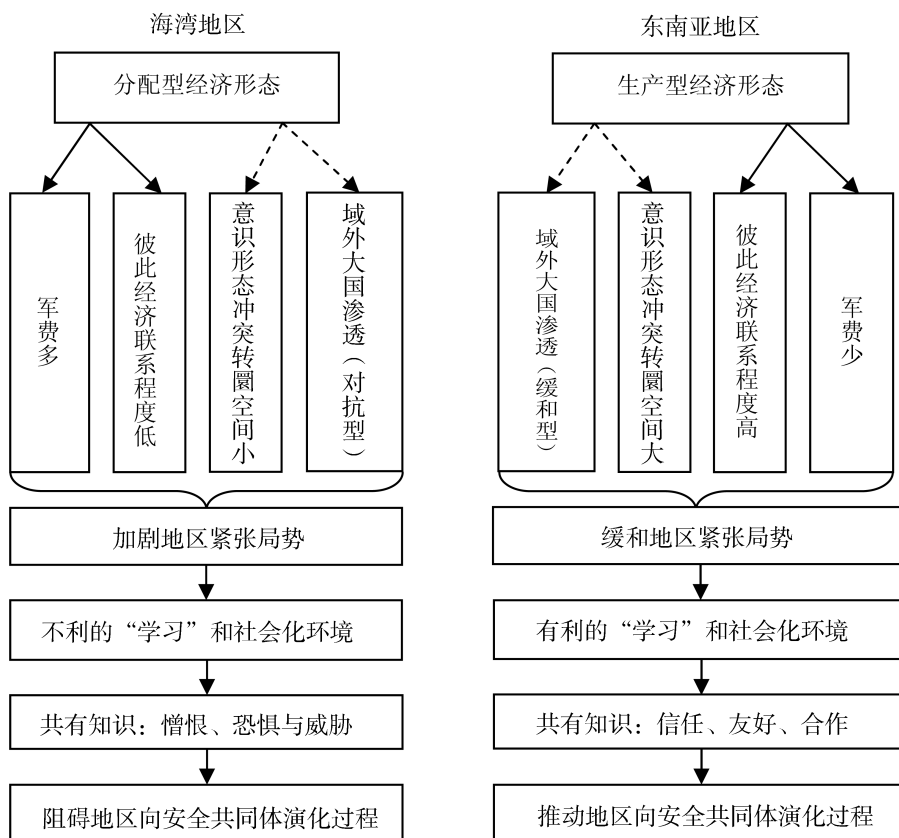 海湾地区
分配型经济形态
军费多
彼此经济联系程度低
意识形态冲突转圜空间小
域外大国渗透（对抗型）
加剧地区紧张局势
不利的“学习”和社会化环境
共有知识：憎恨、恐惧与威胁
阻碍地区向安全共同体演化过程
东南亚地区
生产型经济形态
域外大国渗透（缓和型）
意识形态冲突转圜空间大
彼此经济联系程度高
军费少
缓和地区紧张局势
有利的“学习”和社会化环境
共有知识：信任、友好、合作
推动地区向安全共同体演化过程